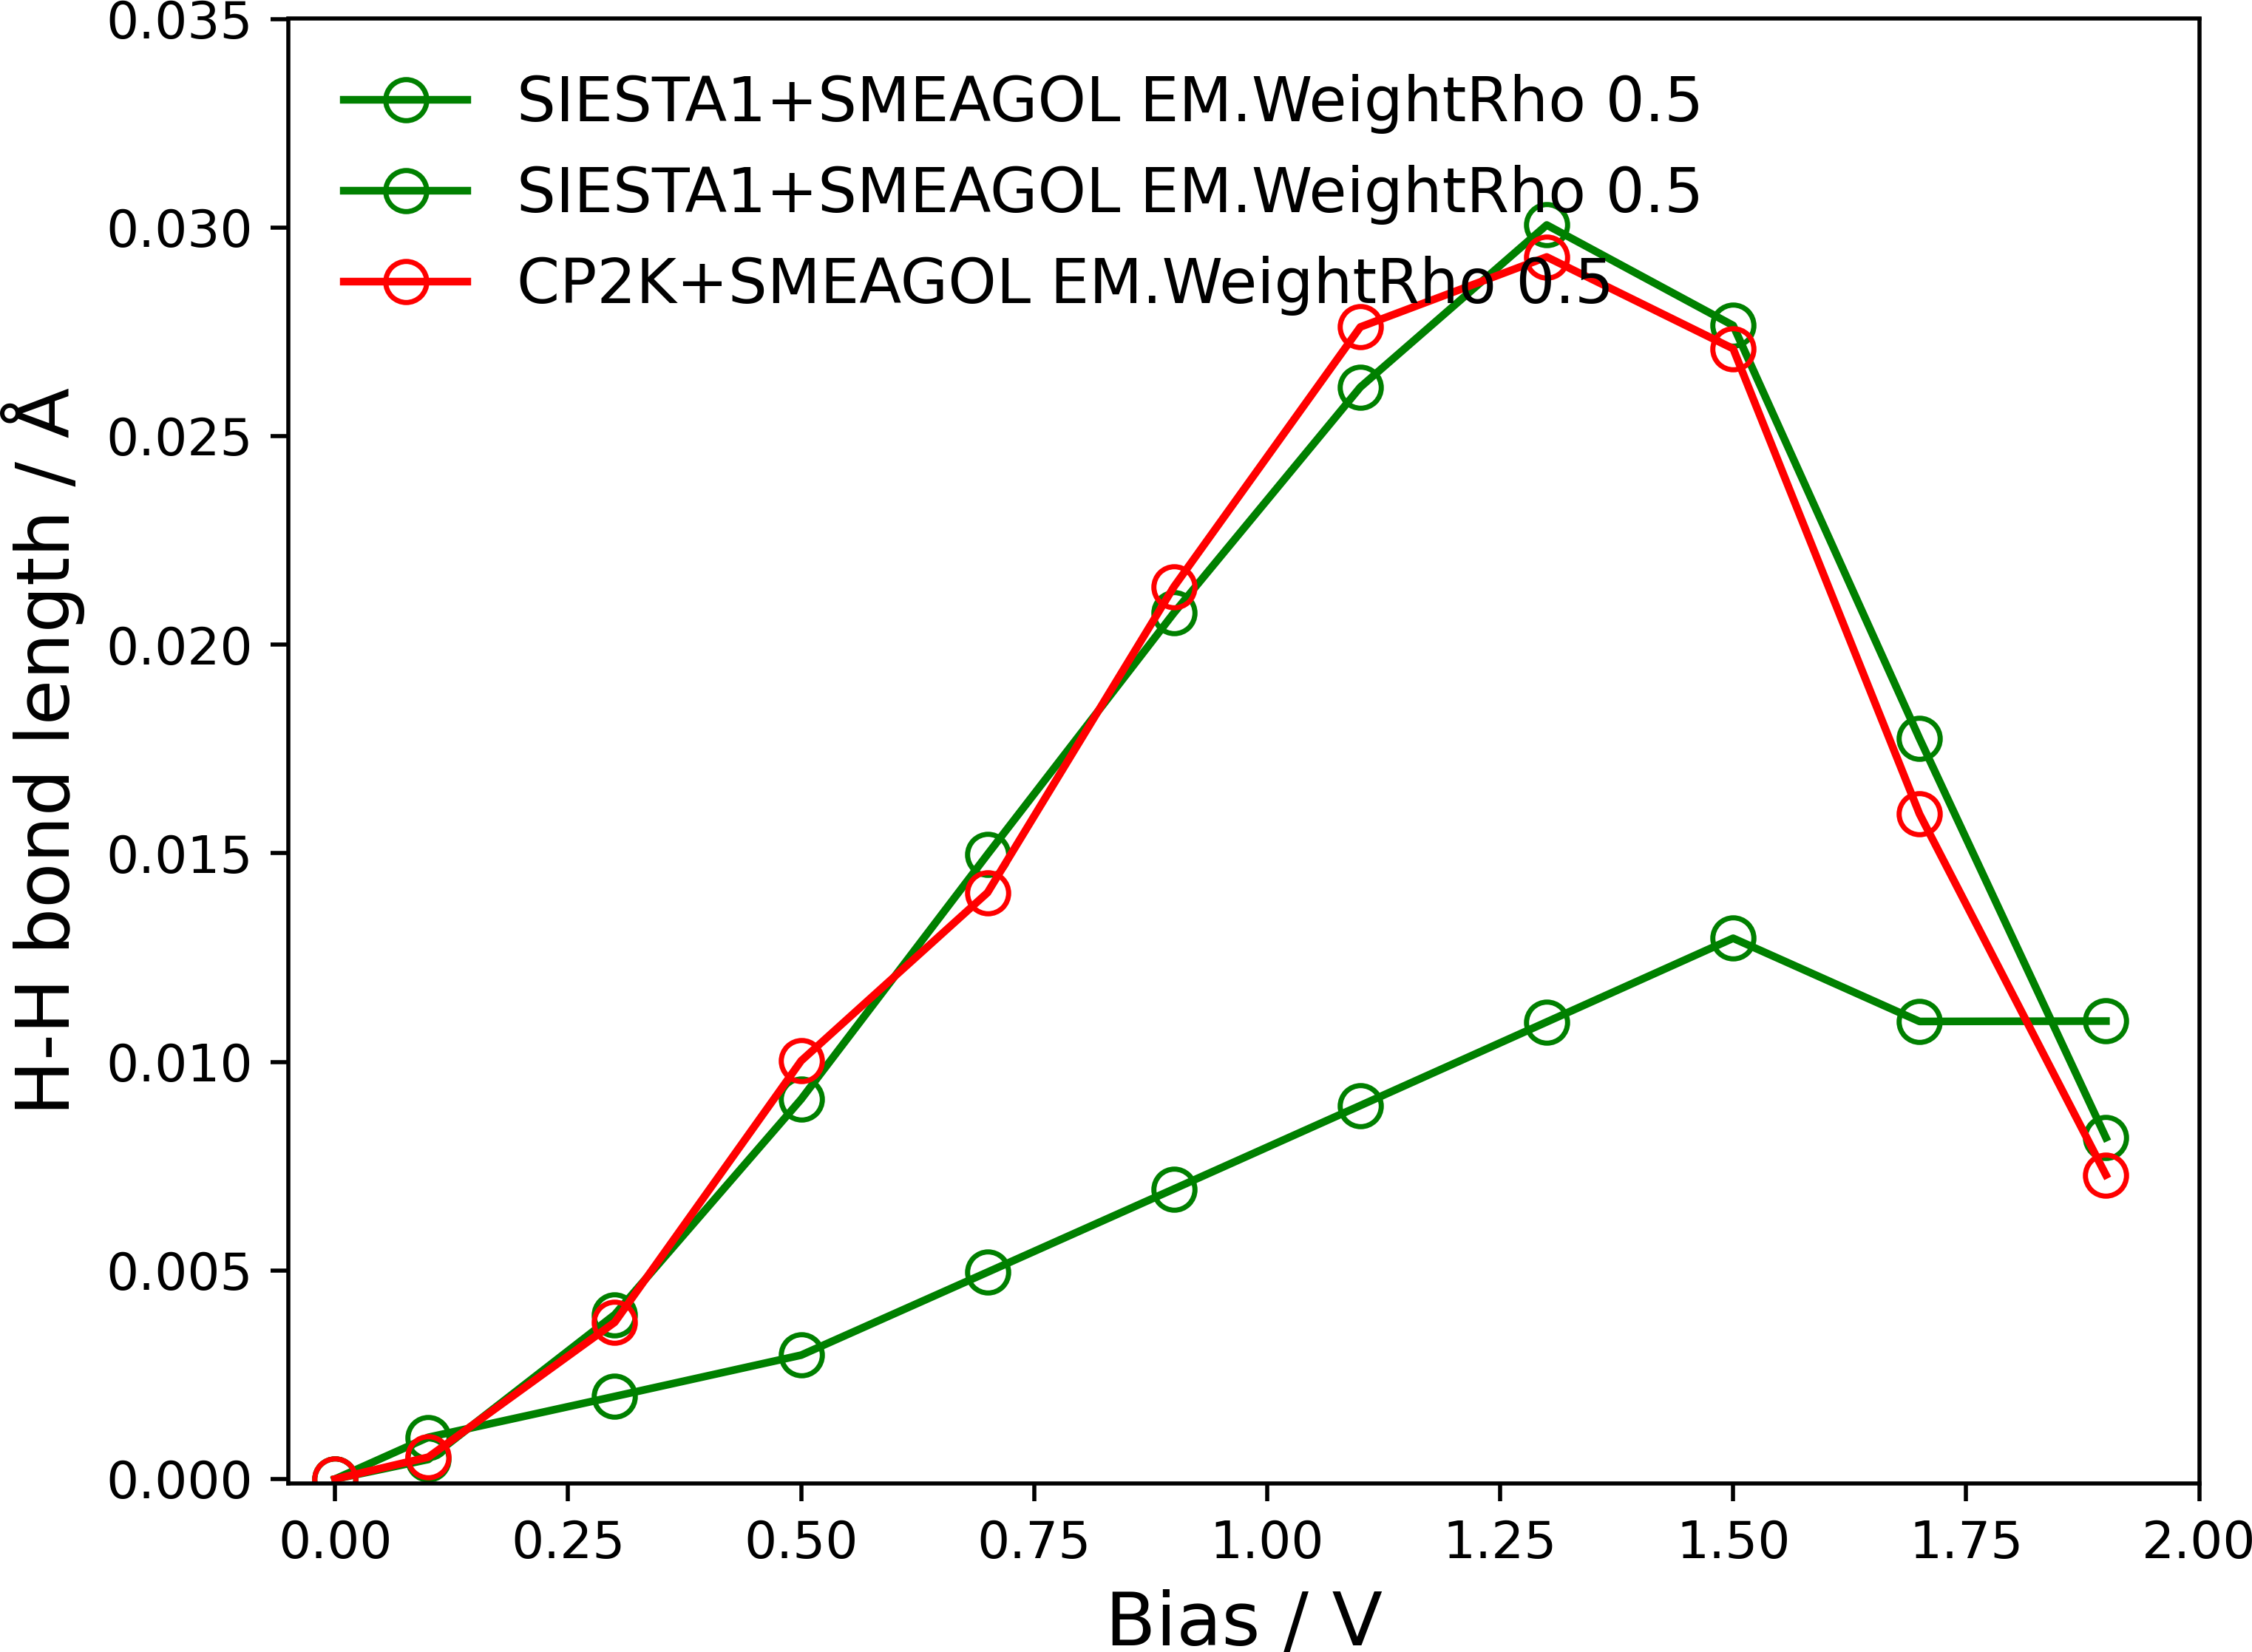 0.035
0.030
0.025
0.020
0.015
0.010
0.005
0.000
H-H bond length / Å
SIESTA1+SMEAGOL EM.WeightRho 0.5
SIESTA1+SMEAGOL EM.WeightRho 0.5
CP2K+SMEAGOL EM.WeightRho 0.5
0.00 0.25 0.50 0.75 1.00 1.25 1.50 1.75 2.00
Bias / V